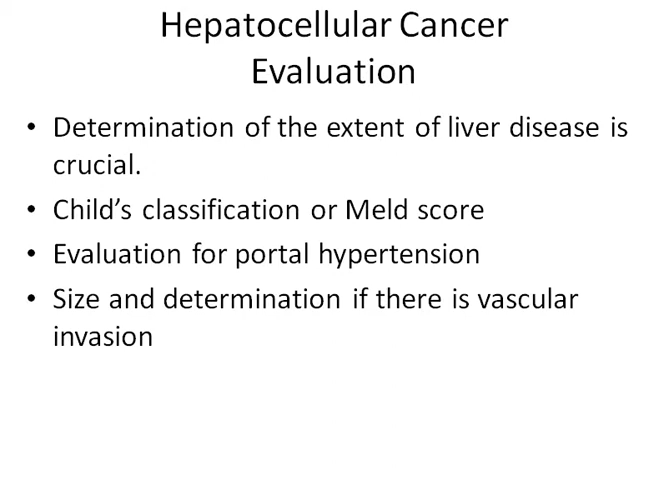 Hepatocellular Cancer
Evaluation
• Determination of the extent of liver disease is
crucial.
• Child's classification or Meld score
• Evaluation for portal hypertension
• Size and determination if there is vascular
invasion